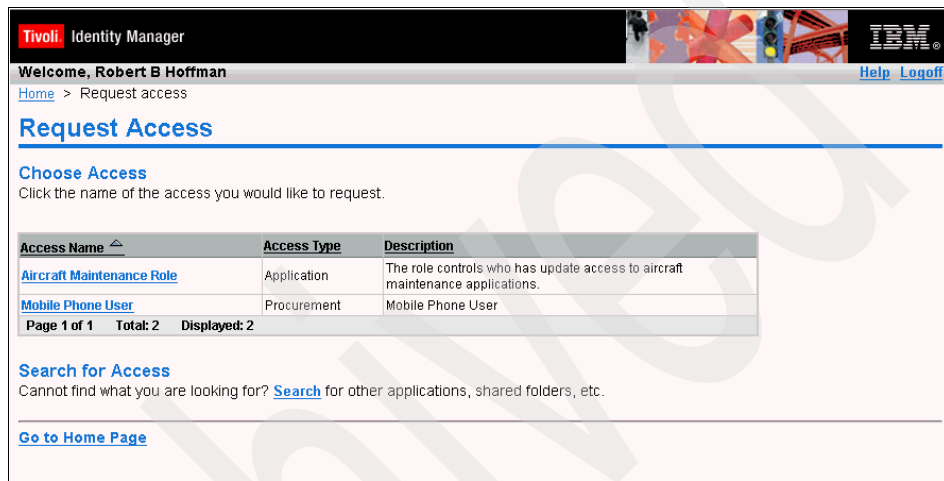 Tivoli. Identity Manager
IBM®
Welcome, Robert B Hoffman
Help Logoff
Home > Request access
Request Access
Choose Access
Click the name of the access you would like to request.
Access Name Access Type Description
Aircraft Maintenance Role Application The role controls who has update access to aircraft
maintenance applications.
Mobile Phone User Procurement Mobile Phone User
Page 1 of 1 Total: 2 Displayed: 2
Search for Access
Cannot find what you are looking for? Search for other applications, shared folders, etc.
Go to Home Page